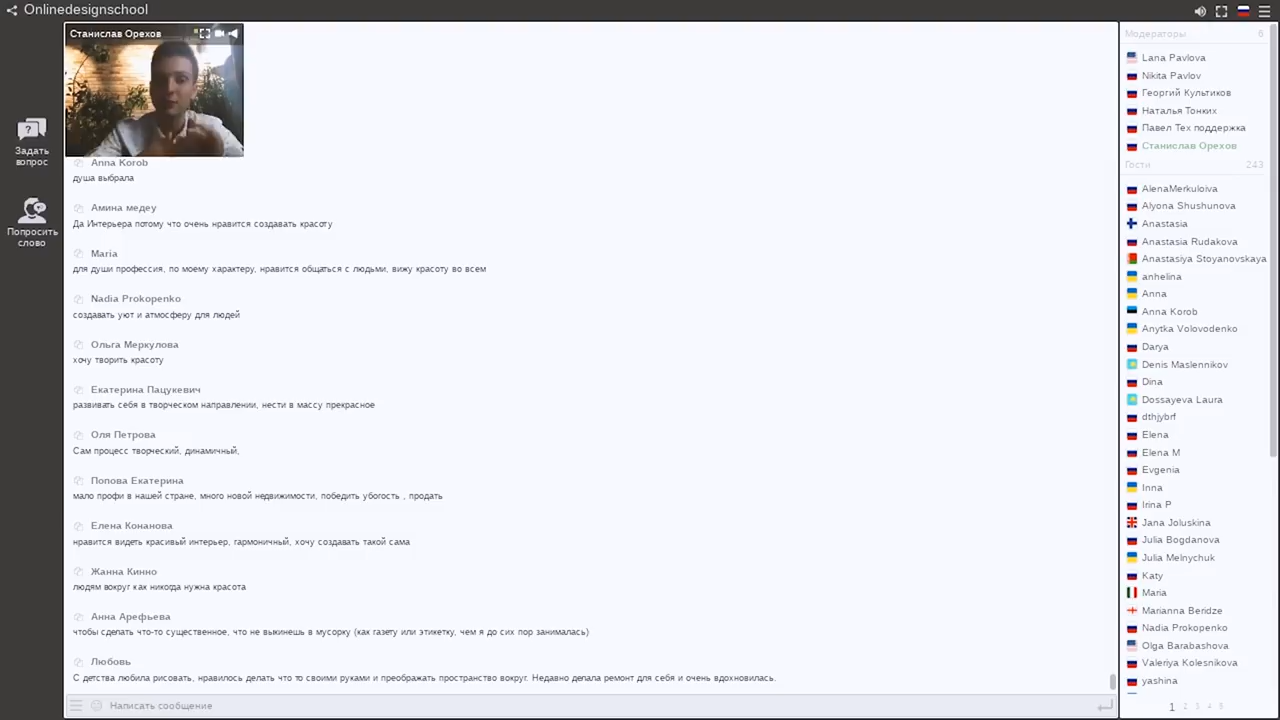 Onlinedesignschool
Станислав Орехов
Задать
вопрос
Попросить
слово
Anna Korob
душа выбрала
Амина медеу
Да Интерьера потому что очень нравится создавать красоту
Maria
для души профессия, по моему характеру, нравится общаться с людьми, вижу красоту во всем
Nadia Prokopenko
создавать уют и атмосферу для людей
Ольга Меркулова
хочу творить красоту
Екатерина Пацукевич
развивать себя в творческом направлении, нести в массу прекрасное
Оля Петрова
Сам процесс творческий, динамичный,
Попова Екатерина
мало профи в нашей стране, много новой недвижимости, победить убогость , продать
Елена Конанова
нравится видеть красивый интерьер, гармоничный, хочу создавать такой сама
Жанна Кинно
людям вокруг как никогда нужна красота
Анна Арефьева
чтобы сделать что-то существенное, что не выкинешь в мусорку (как газету или этикетку, чем я до сих пор занималась)
Любовь
С детства любила рисовать, нравилось делать что то своими руками и преображать пространство вокруг. Недавно делала ремонт для себя и очень вдохновилась.
Написать сообщение
Модераторы 6
Lana Pavlova
Nikita Pavlov
Георгий Культиков
Наталья Тонких
Павел Тех поддержка
Станислав Орехов
Гости 243
AlenaMerkuloiva
Alyona Shushunova
Anastasia
Anastasia Rudakova
Anastasiya Stoyanovskaya
anhelina
Anna
Anna Korob
Anytka Volovodenko
Darya
Denis Maslennikov
Dina
Dossayeva Laura
dthjybrf
Elena
Elena M
Evgenia
Inna
Irina P
Jana Joluskina
Julia Bogdanova
Julia Melnychuk
Katy
Maria
Marianna Beridze
Nadia Prokopenko
Olga Barabashova
Valeriya Kolesnikova
yashina
1 2 3 4 5